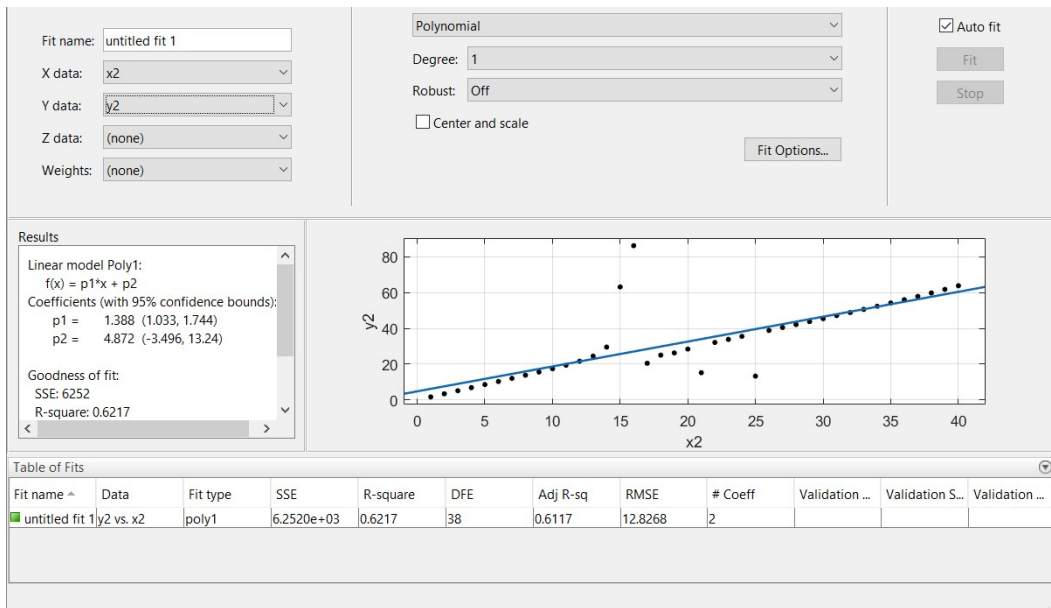 Fit name: untitled fit 1
X data: x2
Y data: y2
Z data: (none)
Weights: (none)
Polynomial
Degree: 1
Robust: Off
Center and scale
Fit Options...
Auto fit
Fit
Stop
Results
Linear model Poly1:
f(x) = p1*x + p2
Coefficients (with 95% confidence bounds):
p1 = 1.388 (1.033, 1.744)
p2 = 4.872 (-3.496, 13.24)
Goodness of fit:
SSE: 6252
R-square: 0.6217
80
60
40
20
0
y2
0 5 10 15 20 25 30 35 40
x2
Table of Fits
Fit name Data Fit type SSE R-square DFE Adj R-sq RMSE # Coeff Validation ... Validation S... Validation ...
untitled fit 1 y2 vs. x2 poly1 6.2520e+03 0.6217 38 0.6117 12.8268 2